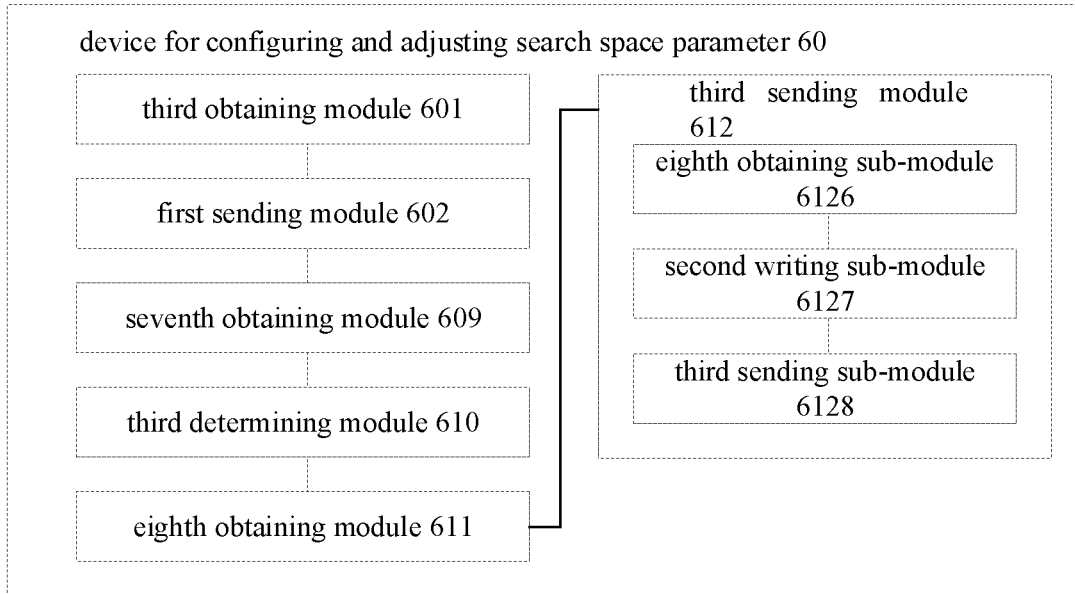 device for configuring and adjusting search space parameter 60
third obtaining module 601
first sending module 602
seventh obtaining module 609
third determining module 610
eighth obtaining module 611
third sending module
612
eighth obtaining sub-module
6126
second writing sub-module
6127
third sending sub-module
6128